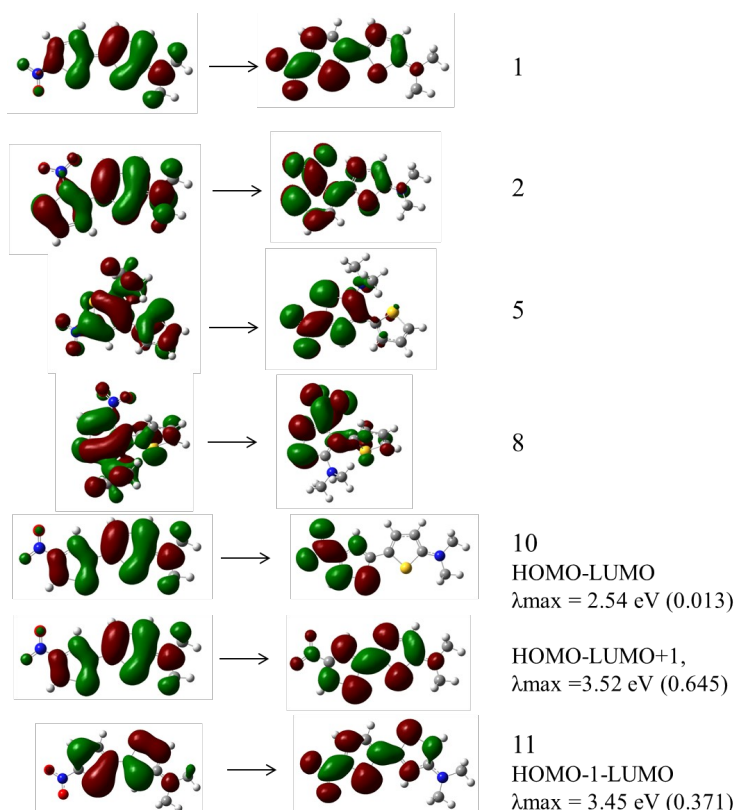 1
2
5
8
10
HOMO-LUMO
λmax = 2.54 eV (0.013)
HOMO-LUMO+1,
λmax =3.52 eV (0.645)
11
HOMO-1-LUMO
λmax = 3.45 eV (0.371)